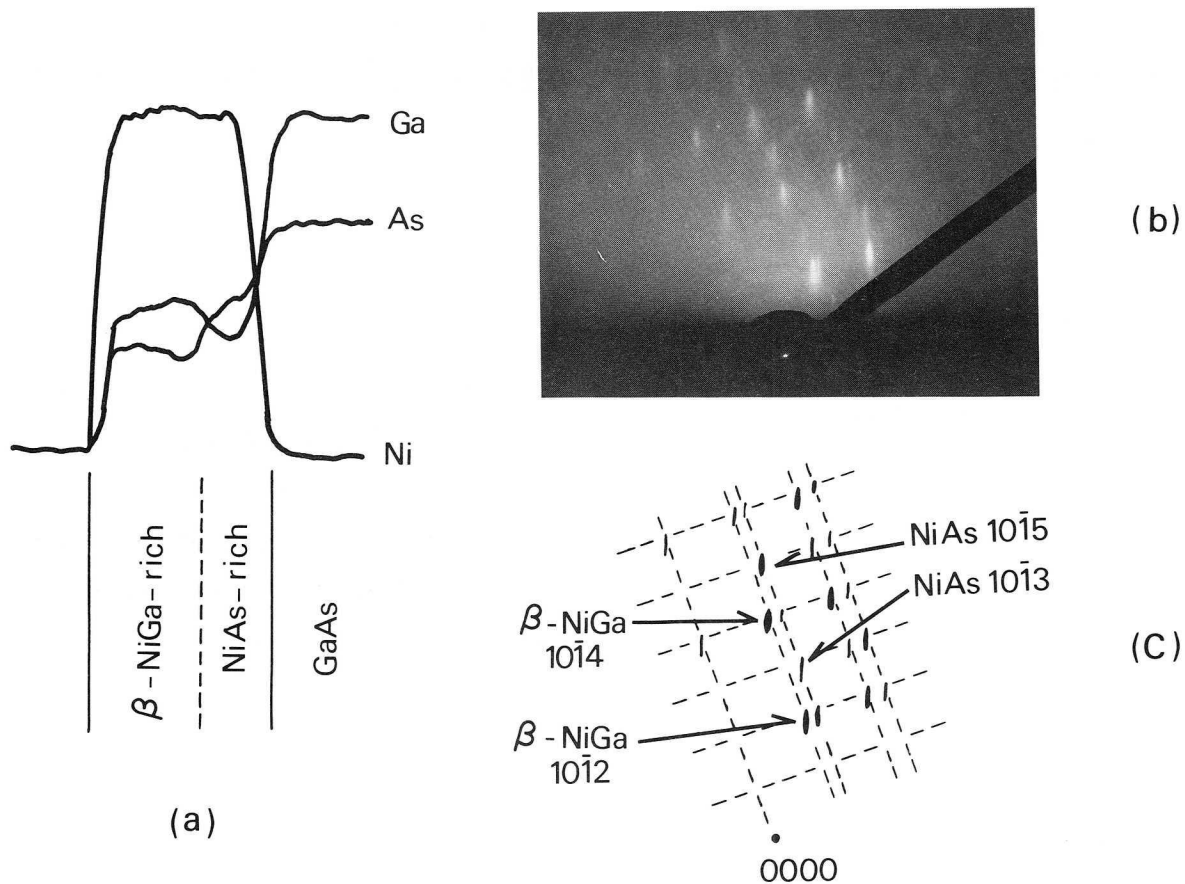 Ga
As
Ni
β-NiGa-rich
NiAs-rich
GaAs
(a)
(b)
NiAs 101̄5
NiAs 101̄3
β-NiGa
101̄4
β-NiGa
101̄2
0000
(C)